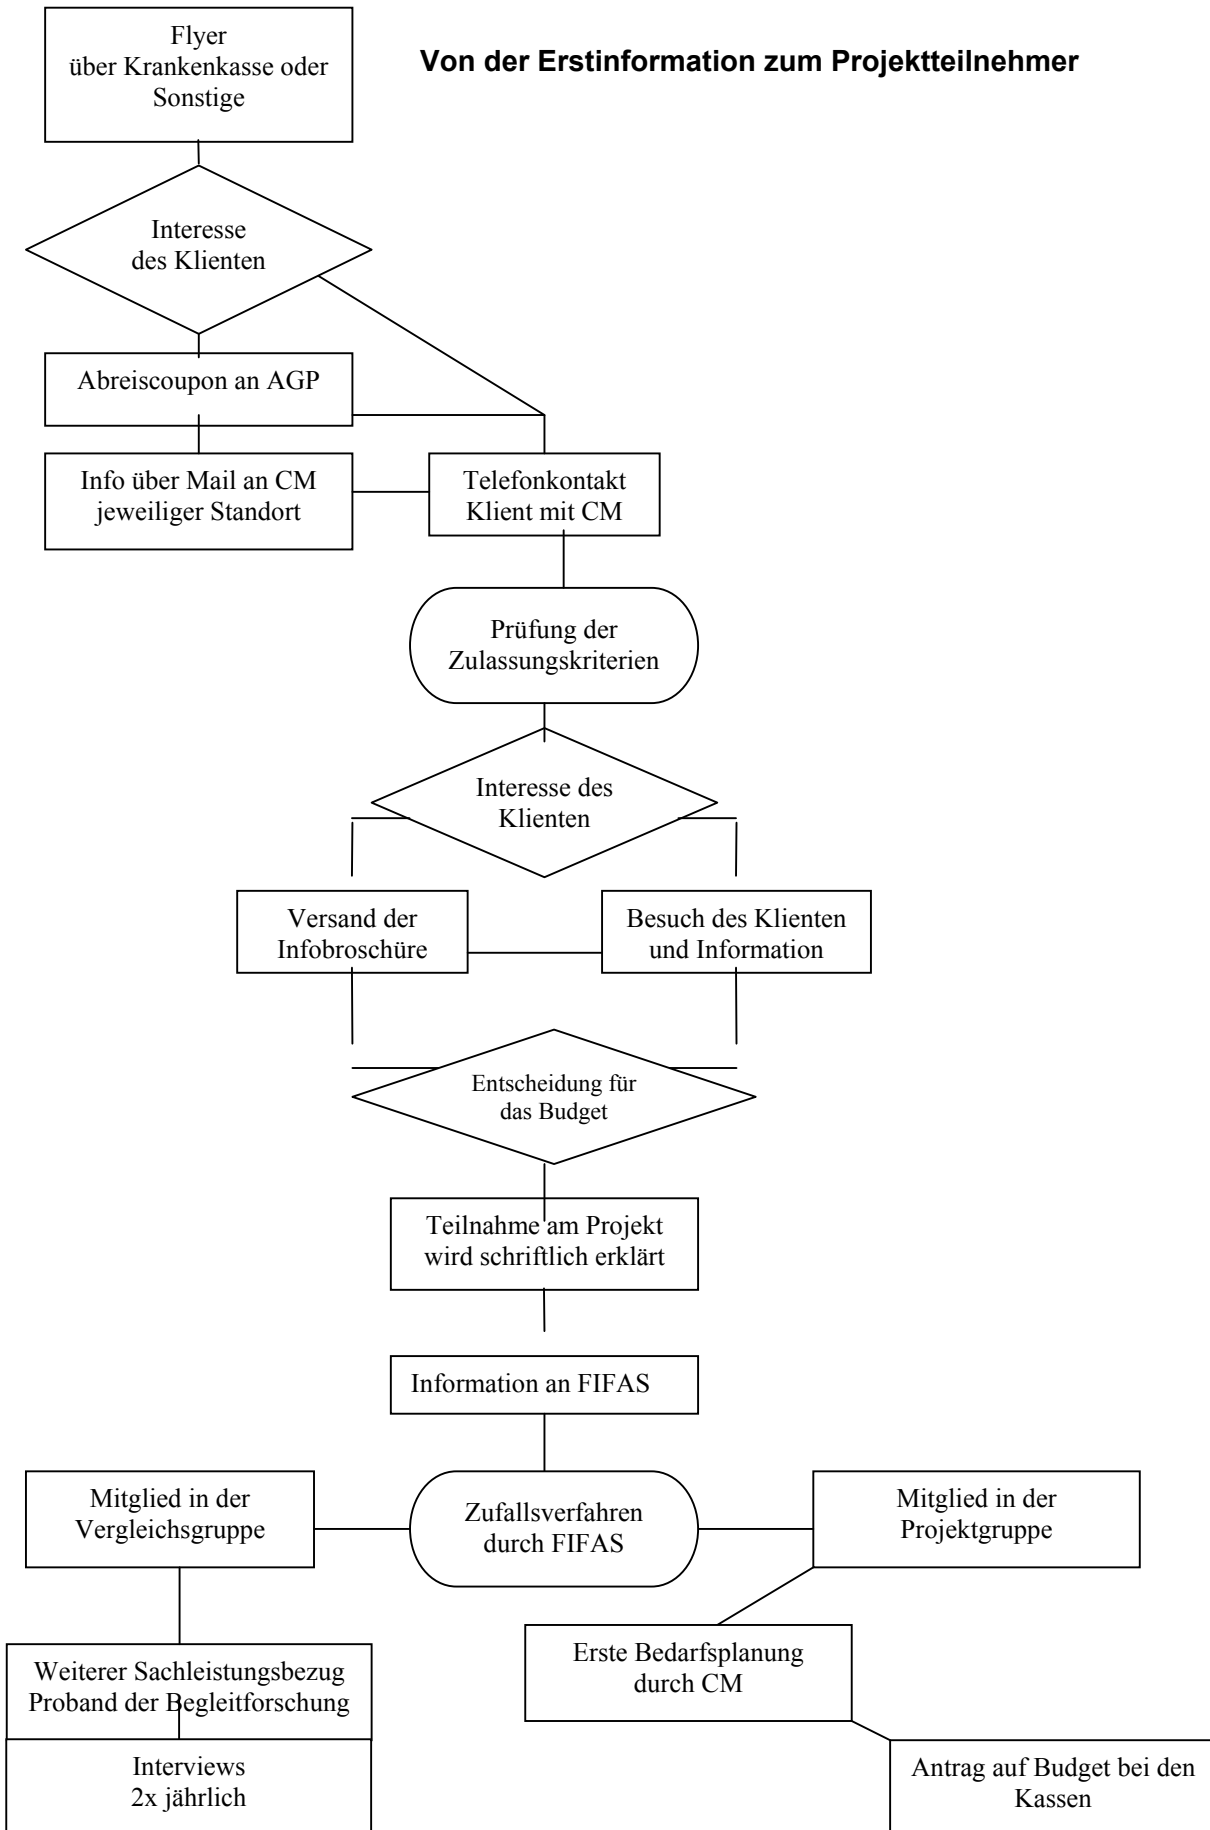 Flyer
über Krankenkasse oder
Sonstige
Von der Erstinformation zum Projektteilnehmer
Interesse
des Klienten
Abreiscoupon an AGP
Info über Mail an CM
jeweiliger Standort
Telefonkontakt
Klient mit CM
Prüfung der
Zulassungskriterien
Interesse des
Klienten
Versand der
Infobroschüre
Besuch des Klienten
und Information
Entscheidung für
das Budget
Teilnahme am Projekt
wird schriftlich erklärt
Information an FIFAS
Mitglied in der
Vergleichsgruppe
Zufallsverfahren
durch FIFAS
Mitglied in der
Projektgruppe
Weiterer Sachleistungsbezug
Proband der Begleitforschung
Erste Bedarfsplanung
durch CM
Interviews
2x jährlich
Antrag auf Budget bei den
Kassen